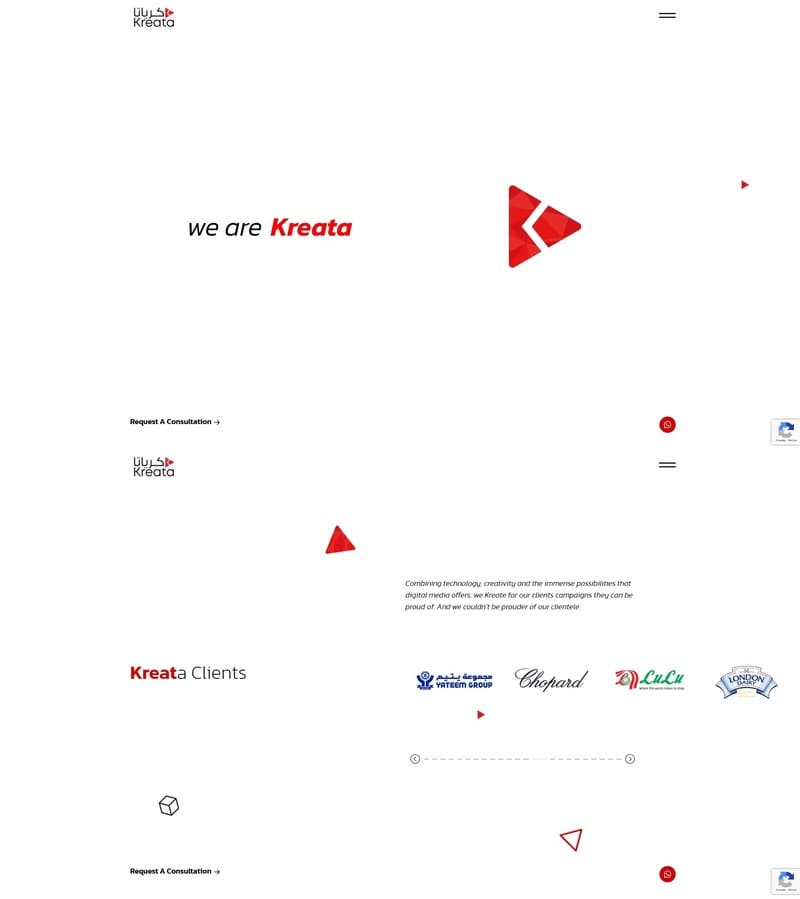 كرياتا
Kreata
we are Kreata
Request A Consultation →
كرياتا
Kreata
Combining technology, creativity and the immense possibilities that
digital media offers, we Kreate for our clients campaigns they can be
proud of. And we couldn't be prouder of our clientele.
Kreata Clients
مجموعة يتيم
YATEEM GROUP
Chopard
LuLu
where the world comes to shop
LONDON
DAIRY
Request A Consultation →